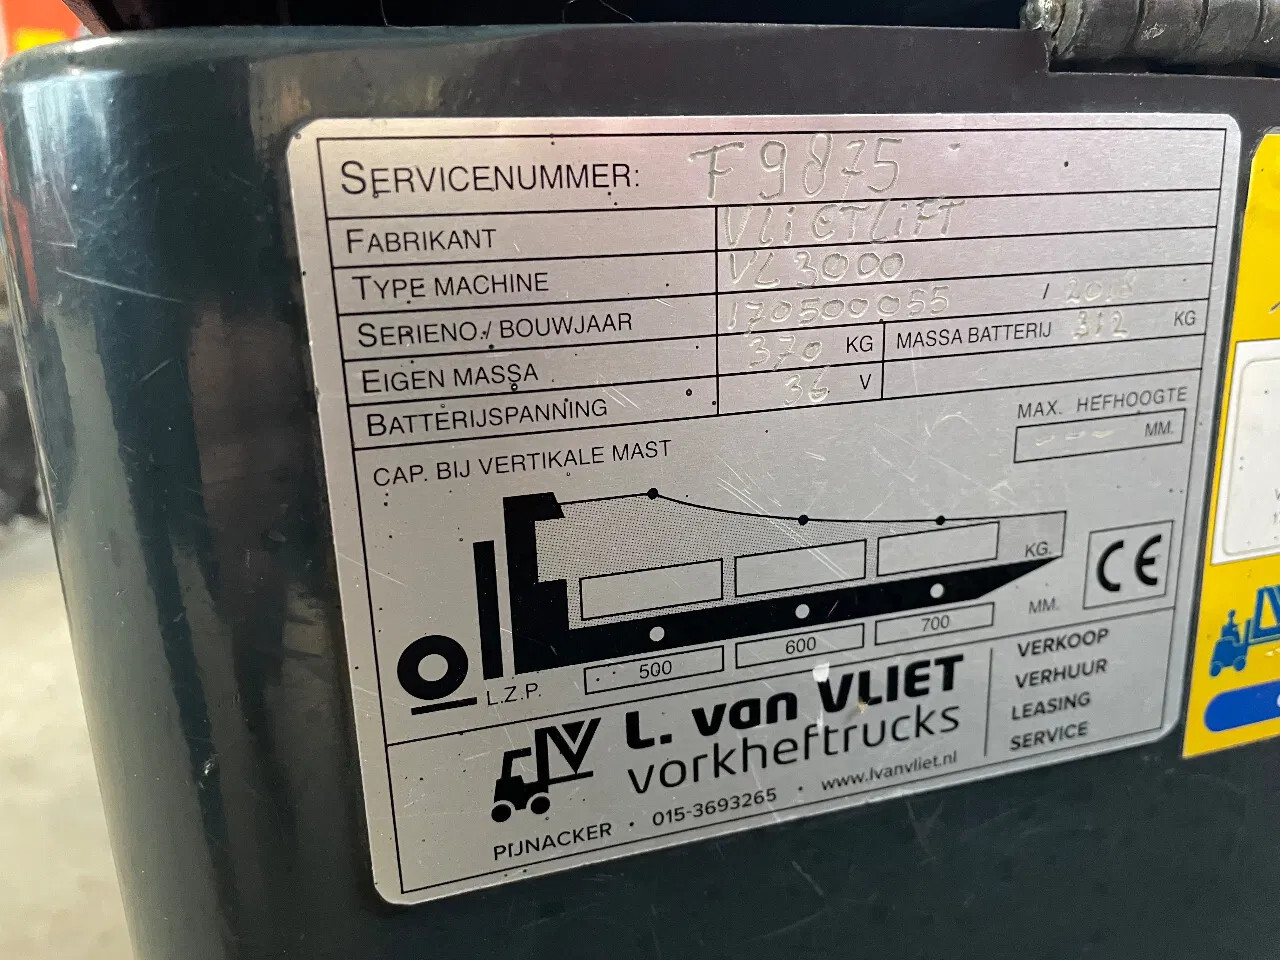 SERVICENUMMER: F9875
FABRIKANT VLiETLiFT
TYPE MACHINE VL3000
SERIENO./BOUWJAAR 170500055 / 2018
EIGEN MASSA 370 KG MASSA BATTERIJ 312 KG
BATTERIJSPANNING 36 V
MAX. HEFHOOGTE
--- MM.
CAP. BIJ VERTIKALE MAST
KG.
CE
L.Z.P. 500 600 700 MM.
L. van VLIET
vorkheftrucks
PIJNACKER · 015-3693265 · www.lvanvliet.nl
VERKOOP
VERHUUR
LEASING
SERVICE